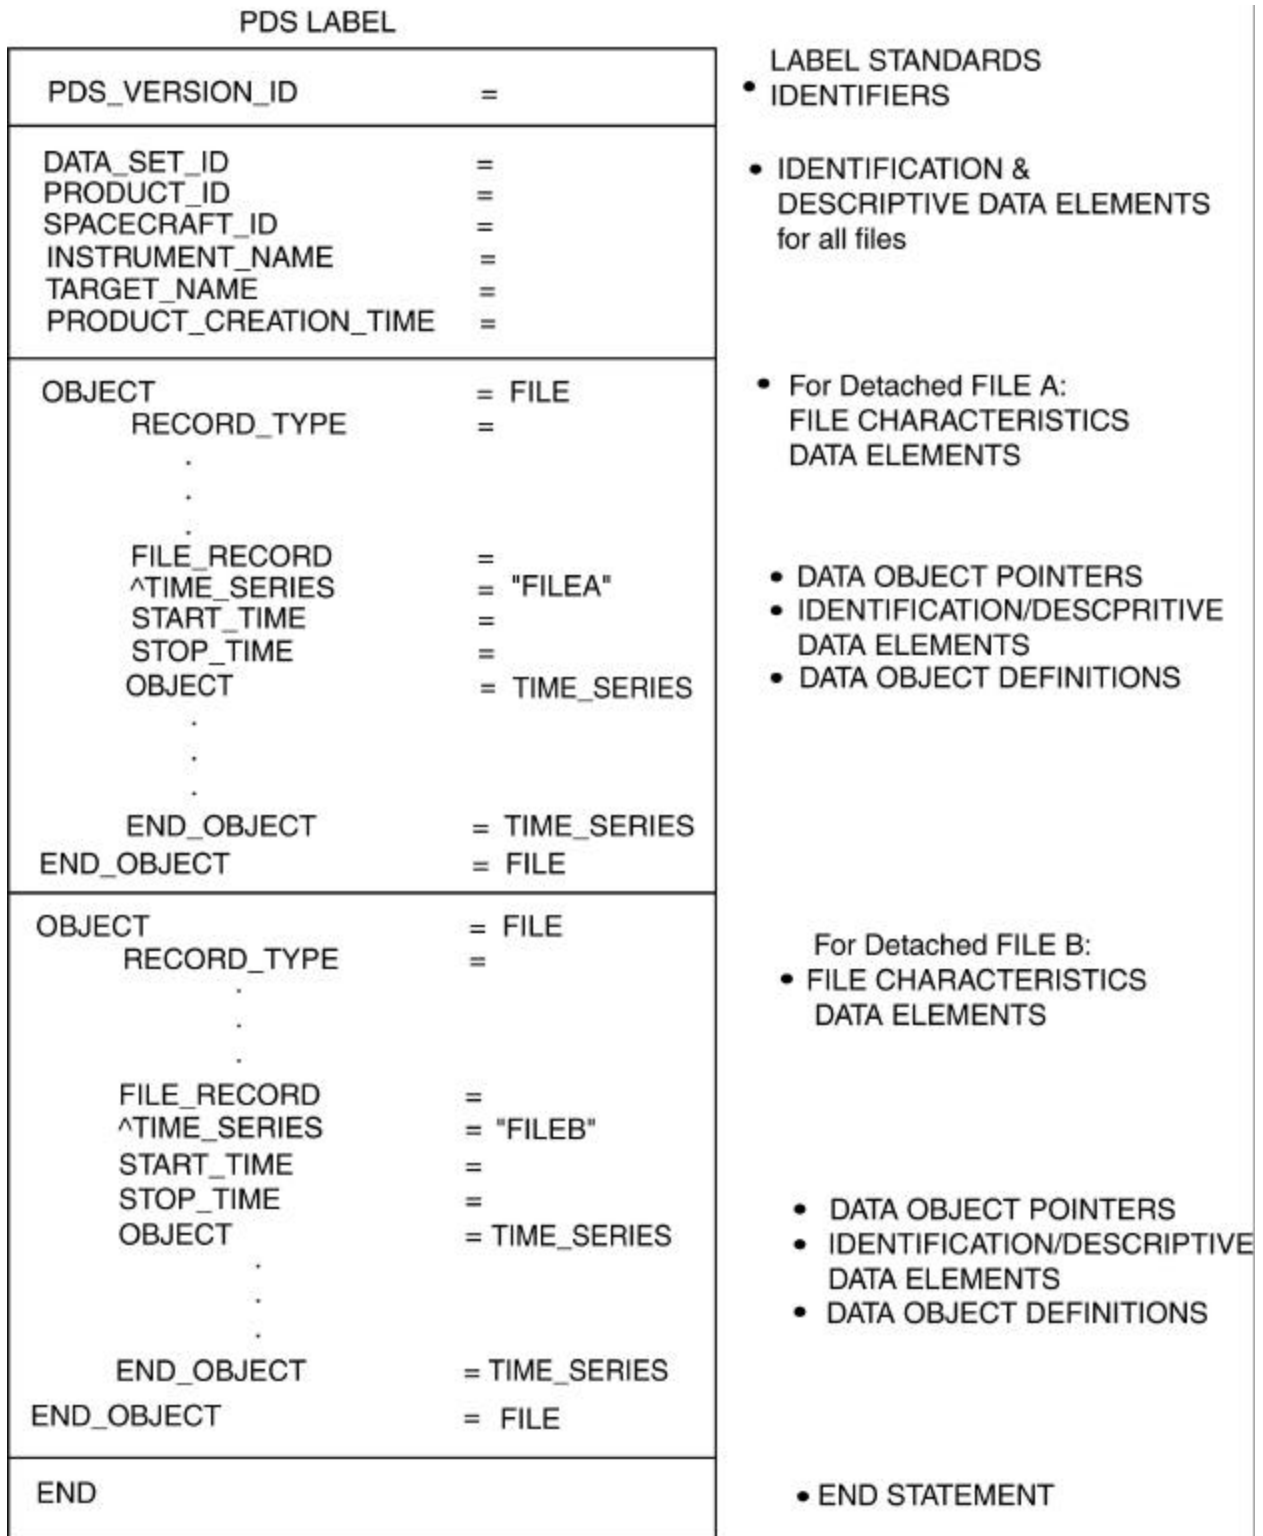 PDS LABEL
PDS_VERSION_ID =
LABEL STANDARDS
• IDENTIFIERS
DATA_SET_ID =
PRODUCT_ID =
SPACECRAFT_ID =
INSTRUMENT_NAME =
TARGET_NAME =
PRODUCT_CREATION_TIME =
• IDENTIFICATION &
DESCRIPTIVE DATA ELEMENTS
for all files
OBJECT = FILE
RECORD_TYPE =
.
.
.
FILE_RECORD =
^TIME_SERIES = "FILEA"
START_TIME =
STOP_TIME =
OBJECT = TIME_SERIES
.
.
.
END_OBJECT = TIME_SERIES
END_OBJECT = FILE
• For Detached FILE A:
FILE CHARACTERISTICS
DATA ELEMENTS
• DATA OBJECT POINTERS
• IDENTIFICATION/DESCPRITIVE
DATA ELEMENTS
• DATA OBJECT DEFINITIONS
OBJECT = FILE
RECORD_TYPE =
.
.
.
FILE_RECORD =
^TIME_SERIES = "FILEB"
START_TIME =
STOP_TIME =
OBJECT = TIME_SERIES
.
.
.
END_OBJECT = TIME_SERIES
END_OBJECT = FILE
For Detached FILE B:
• FILE CHARACTERISTICS
DATA ELEMENTS
• DATA OBJECT POINTERS
• IDENTIFICATION/DESCRIPTIVE
DATA ELEMENTS
• DATA OBJECT DEFINITIONS
END
• END STATEMENT